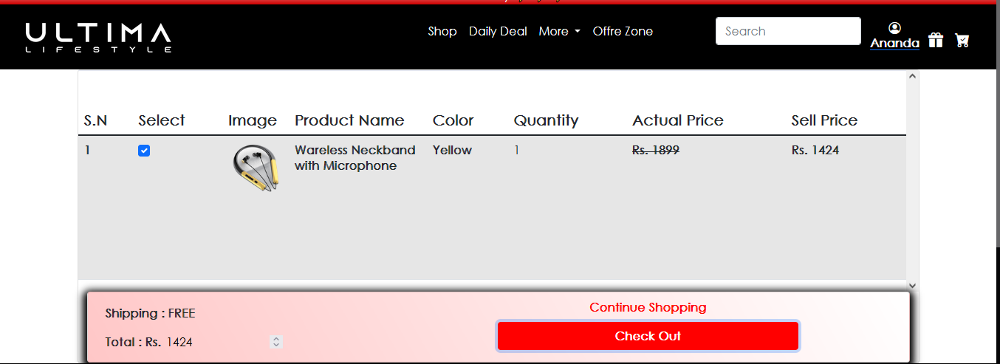 ULTIMA
LIFESTYLE
Shop Daily Deal More Offre Zone
Search
Ananda
S.N Select Image Product Name Color Quantity Actual Price Sell Price
1 Wareless Neckband Yellow 1 Rs. 1899 Rs. 1424
with Microphone
Shipping : FREE
Continue Shopping
Total : Rs. 1424
Check Out